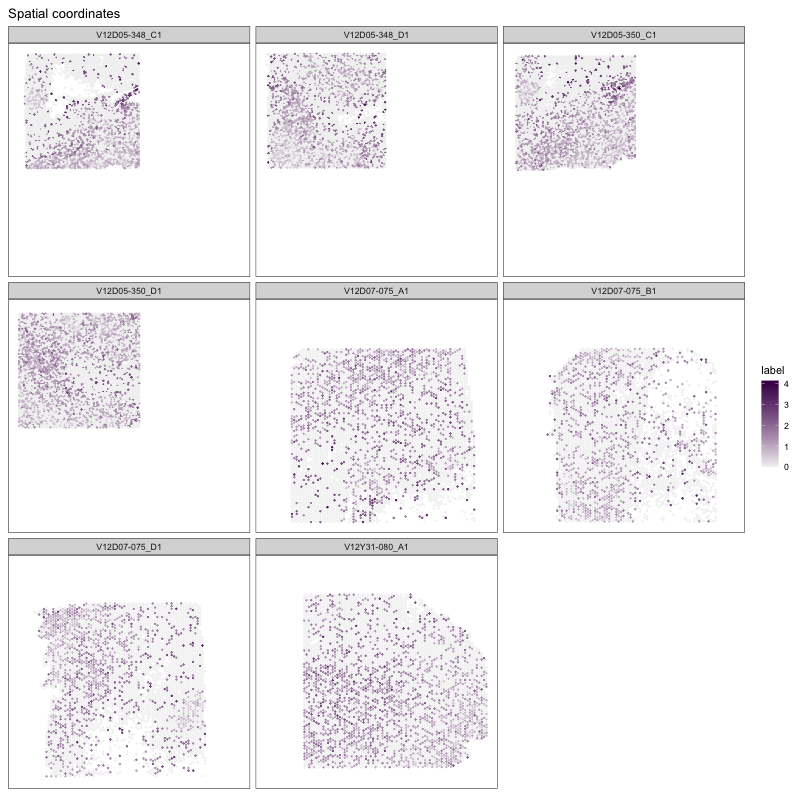 Spatial coordinates
V12D05-348_C1
V12D05-348_D1
V12D05-350_C1
V12D05-350_D1
V12D07-075_A1
V12D07-075_B1
label
4
3
2
1
0
V12D07-075_D1
V12Y31-080_A1